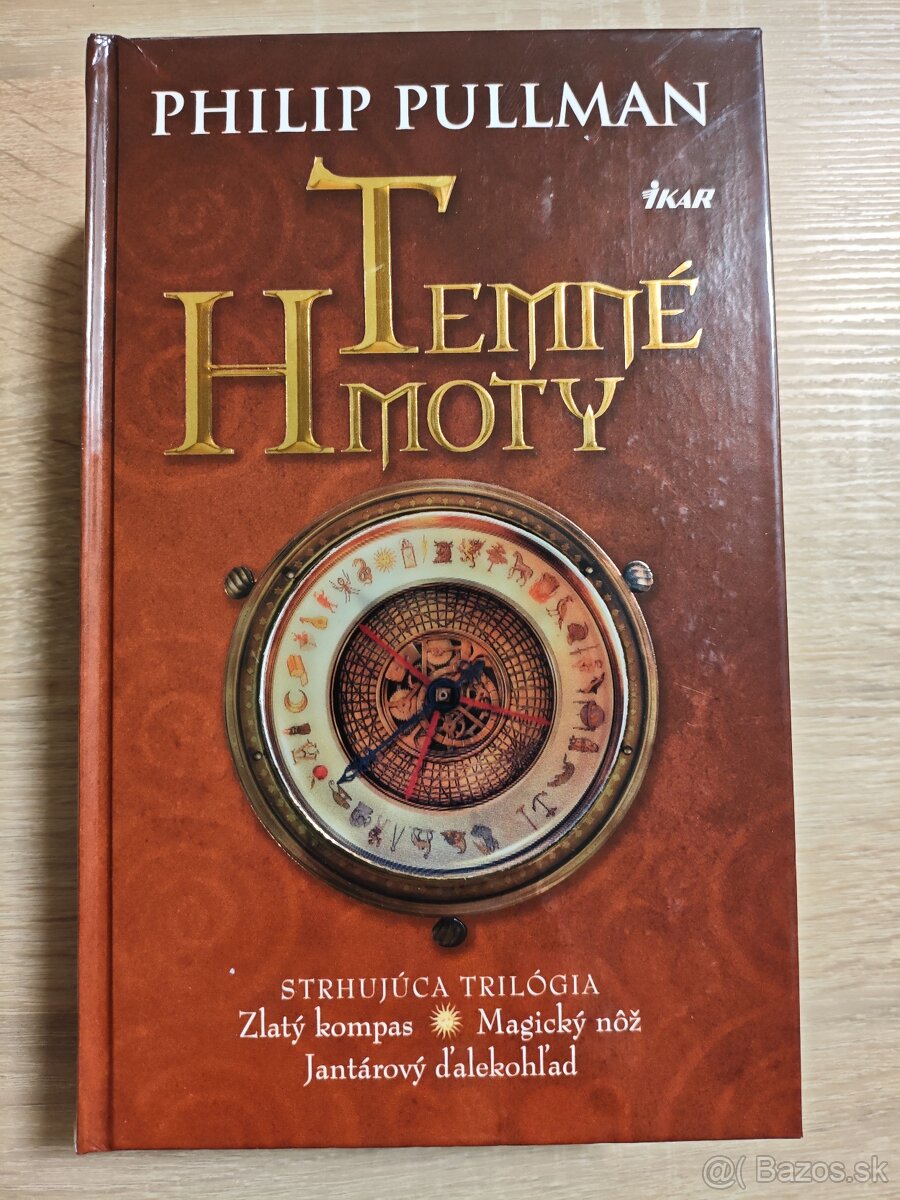 PHILIP PULLMAN
iKAR
TEMNÉ
HMOTY
STRHUJÚCA TRILÓGIA
Zlatý kompas Magický nôž
Jantárový ďalekohľad
@( Bazos.sk